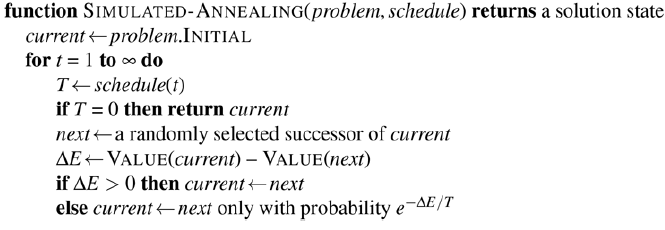 function SIMULATED-ANNEALING(problem, schedule) returns a solution state
current ← problem.INITIAL
for t = 1 to ∞ do
T ← schedule(t)
if T = 0 then return current
next ← a randomly selected successor of current
ΔE ← VALUE(current) – VALUE(next)
if ΔE > 0 then current ← next
else current ← next only with probability e^{−ΔE/T}